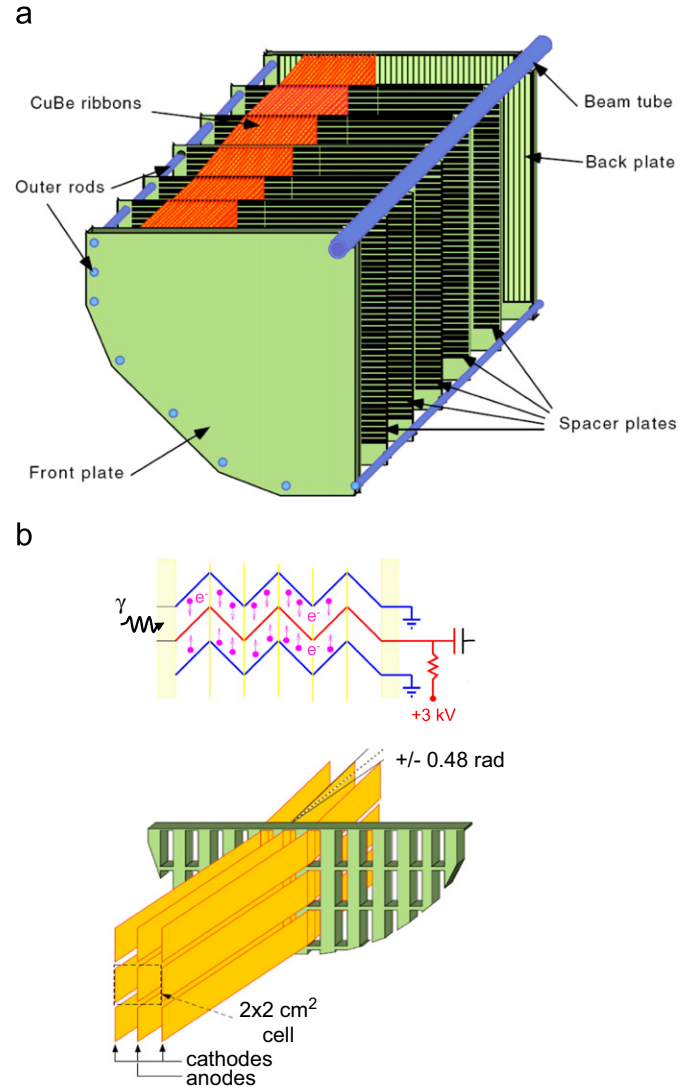 a
CuBe ribbons
Beam tube
Back plate
Outer rods
Spacer plates
Front plate
b
γ
e-
e-
e-
+3 kV
+/- 0.48 rad
2x2 cm²
cell
cathodes
anodes